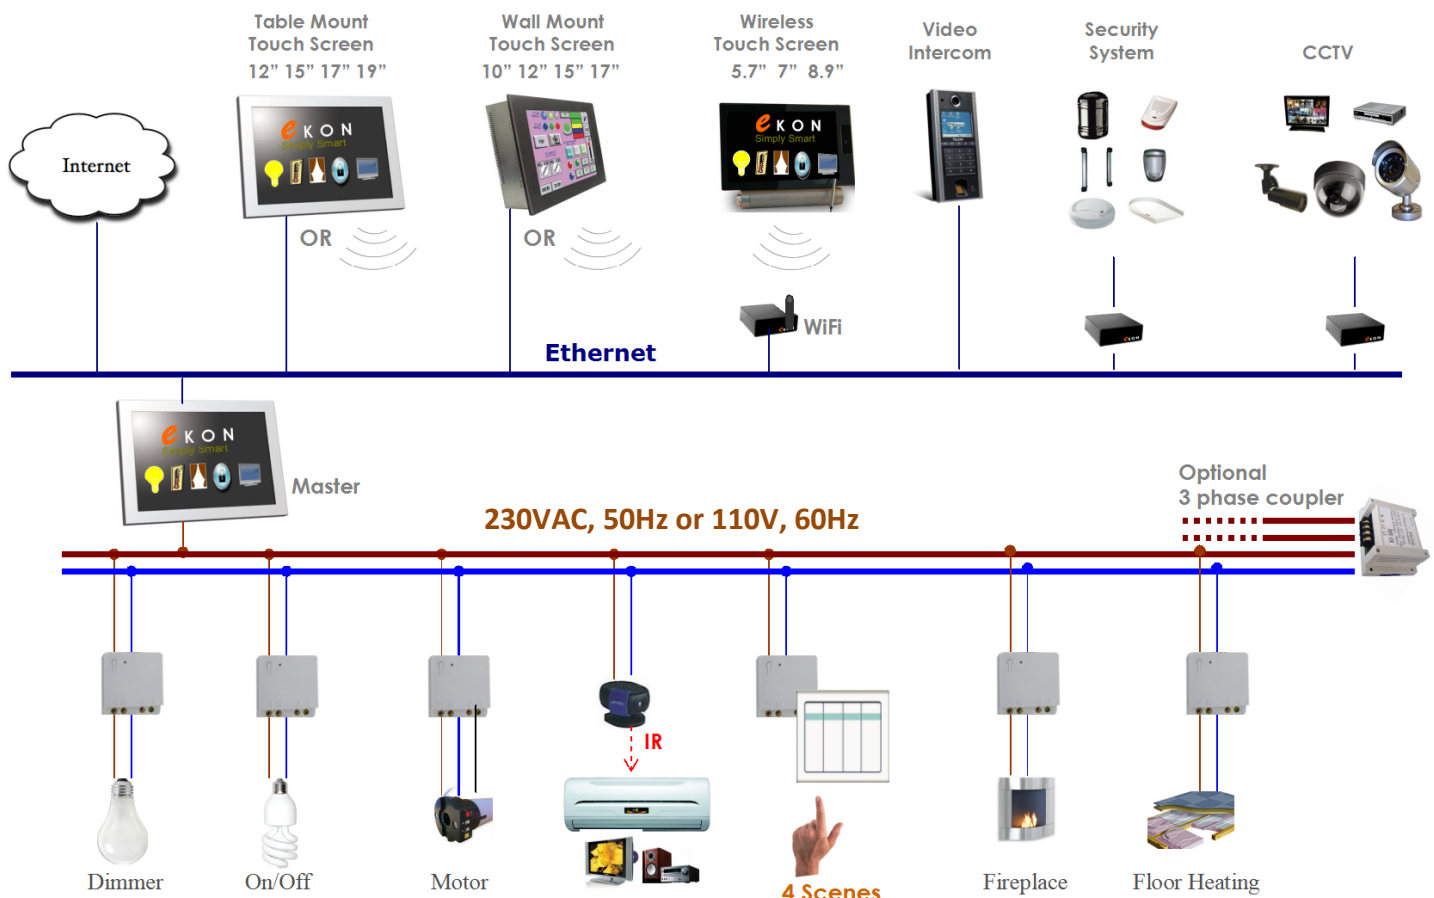 Table Mount
Touch Screen
12” 15” 17” 19”
Wall Mount
Touch Screen
10” 12” 15” 17”
Wireless
Touch Screen
5.7” 7” 8.9”
Video
Intercom
Security
System
CCTV
Internet
eKON
Simply Smart
eKON
Simply Smart
OR
OR
WiFi
Ethernet
eKON
eKON
eKON
Simply Smart
Master
Optional
3 phase coupler
230VAC, 50Hz or 110V, 60Hz
IR
Dimmer
On/Off
Motor
4 Scenes
Fireplace
Floor Heating